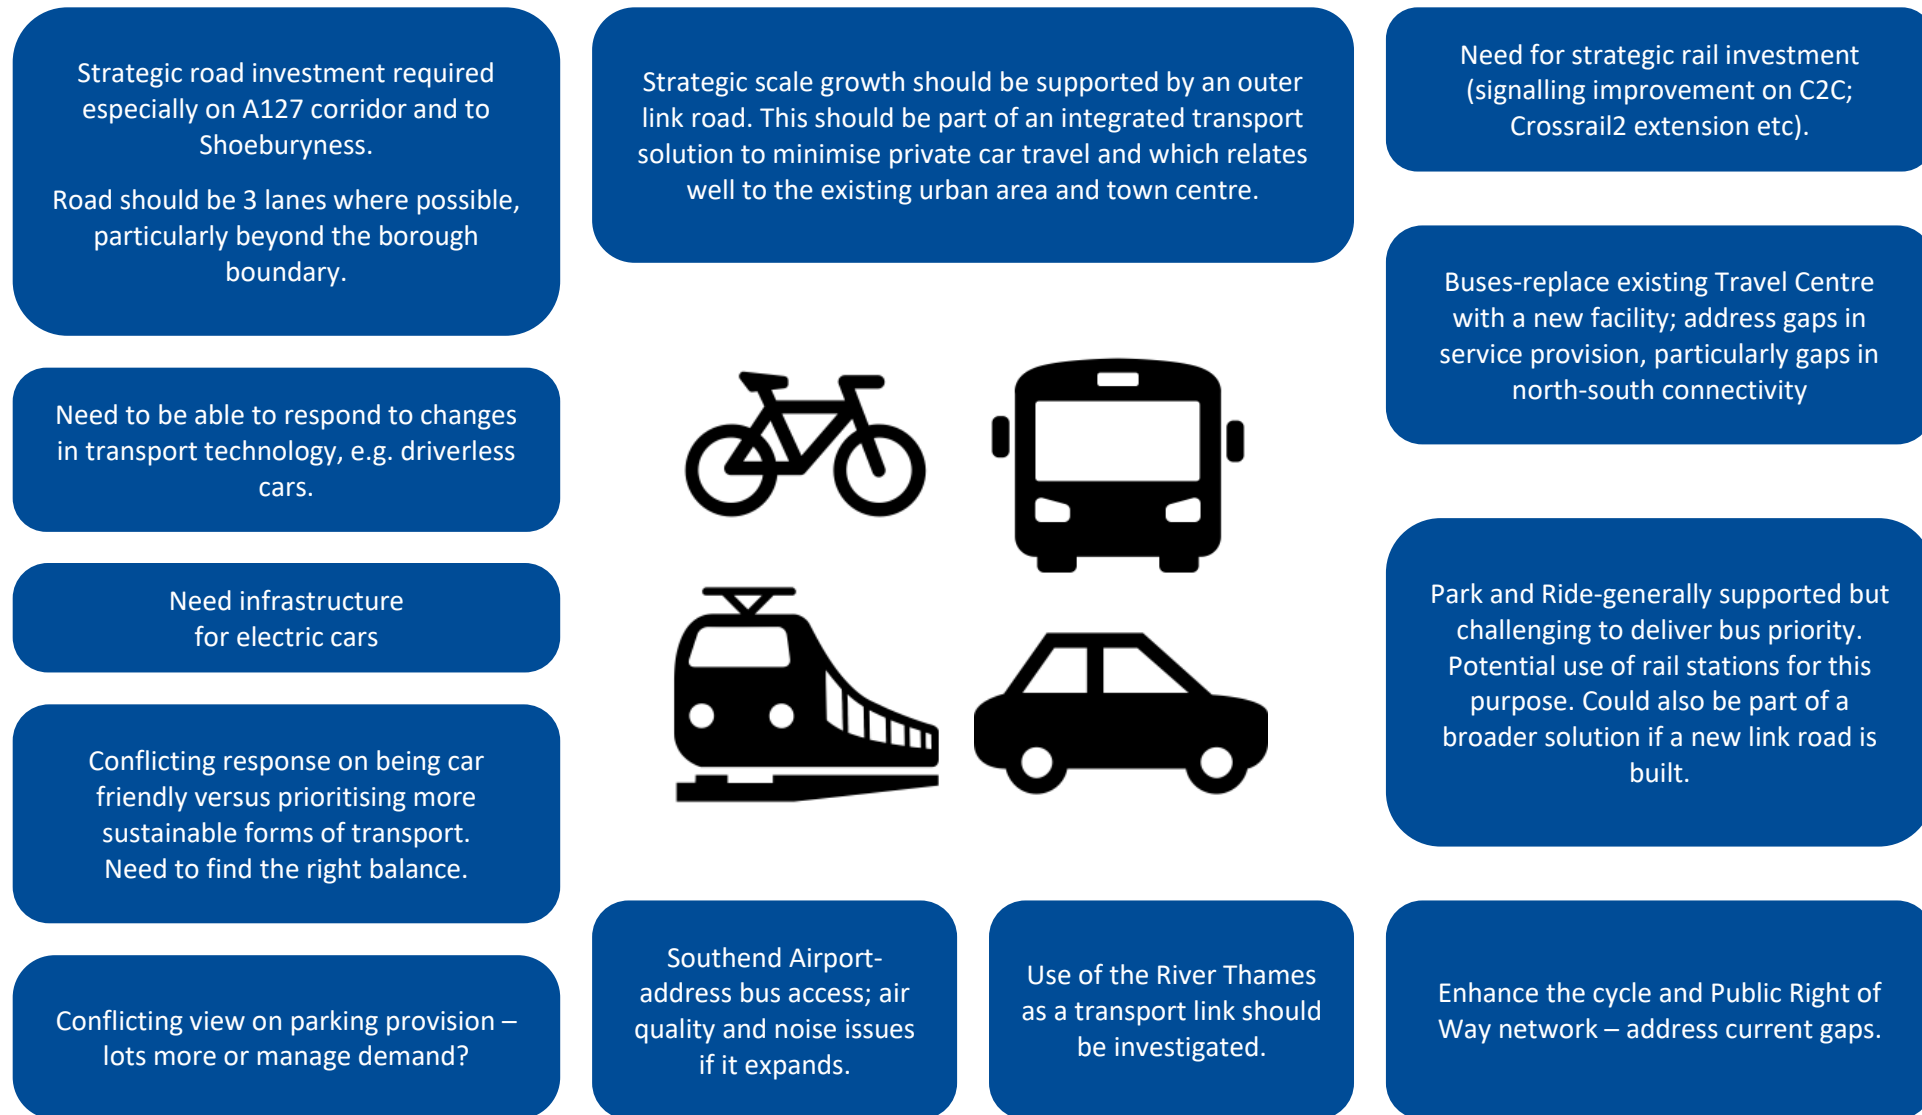 Strategic road investment required
especially on A127 corridor and to
Shoeburyness.
Road should be 3 lanes where possible,
particularly beyond the borough
boundary.
Strategic scale growth should be supported by an outer
link road. This should be part of an integrated transport
solution to minimise private car travel and which relates
well to the existing urban area and town centre.
Need for strategic rail investment
(signalling improvement on C2C;
Crossrail2 extension etc).
Buses-replace existing Travel Centre
with a new facility; address gaps in
service provision, particularly gaps in
north-south connectivity
Need to be able to respond to changes
in transport technology, e.g. driverless
cars.
Need infrastructure
for electric cars
Park and Ride-generally supported but
challenging to deliver bus priority.
Potential use of rail stations for this
purpose. Could also be part of a
broader solution if a new link road is
built.
Conflicting response on being car
friendly versus prioritising more
sustainable forms of transport.
Need to find the right balance.
Conflicting view on parking provision –
lots more or manage demand?
Southend Airport-
address bus access; air
quality and noise issues
if it expands.
Use of the River Thames
as a transport link should
be investigated.
Enhance the cycle and Public Right of
Way network – address current gaps.